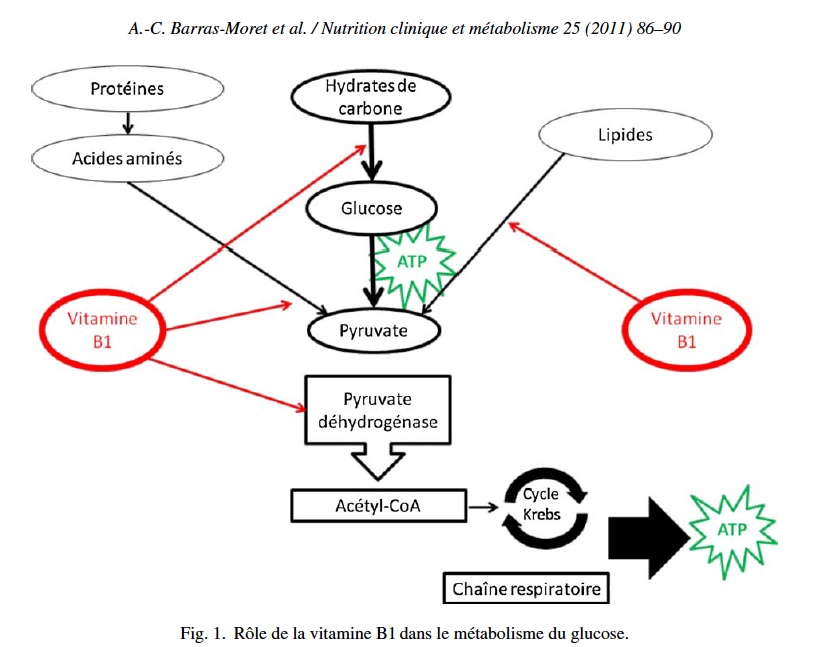 A.-C. Barras-Moret et al. / Nutrition clinique et métabolisme 25 (2011) 86–90
Protéines
Hydrates de
carbone
Lipides
Acides aminés
Glucose
ATP
Vitamine
B1
Pyruvate
Vitamine
B1
Pyruvate
déhydrogénase
Acétyl-CoA
Cycle
Krebs
ATP
Chaîne respiratoire
Fig. 1. Rôle de la vitamine B1 dans le métabolisme du glucose.